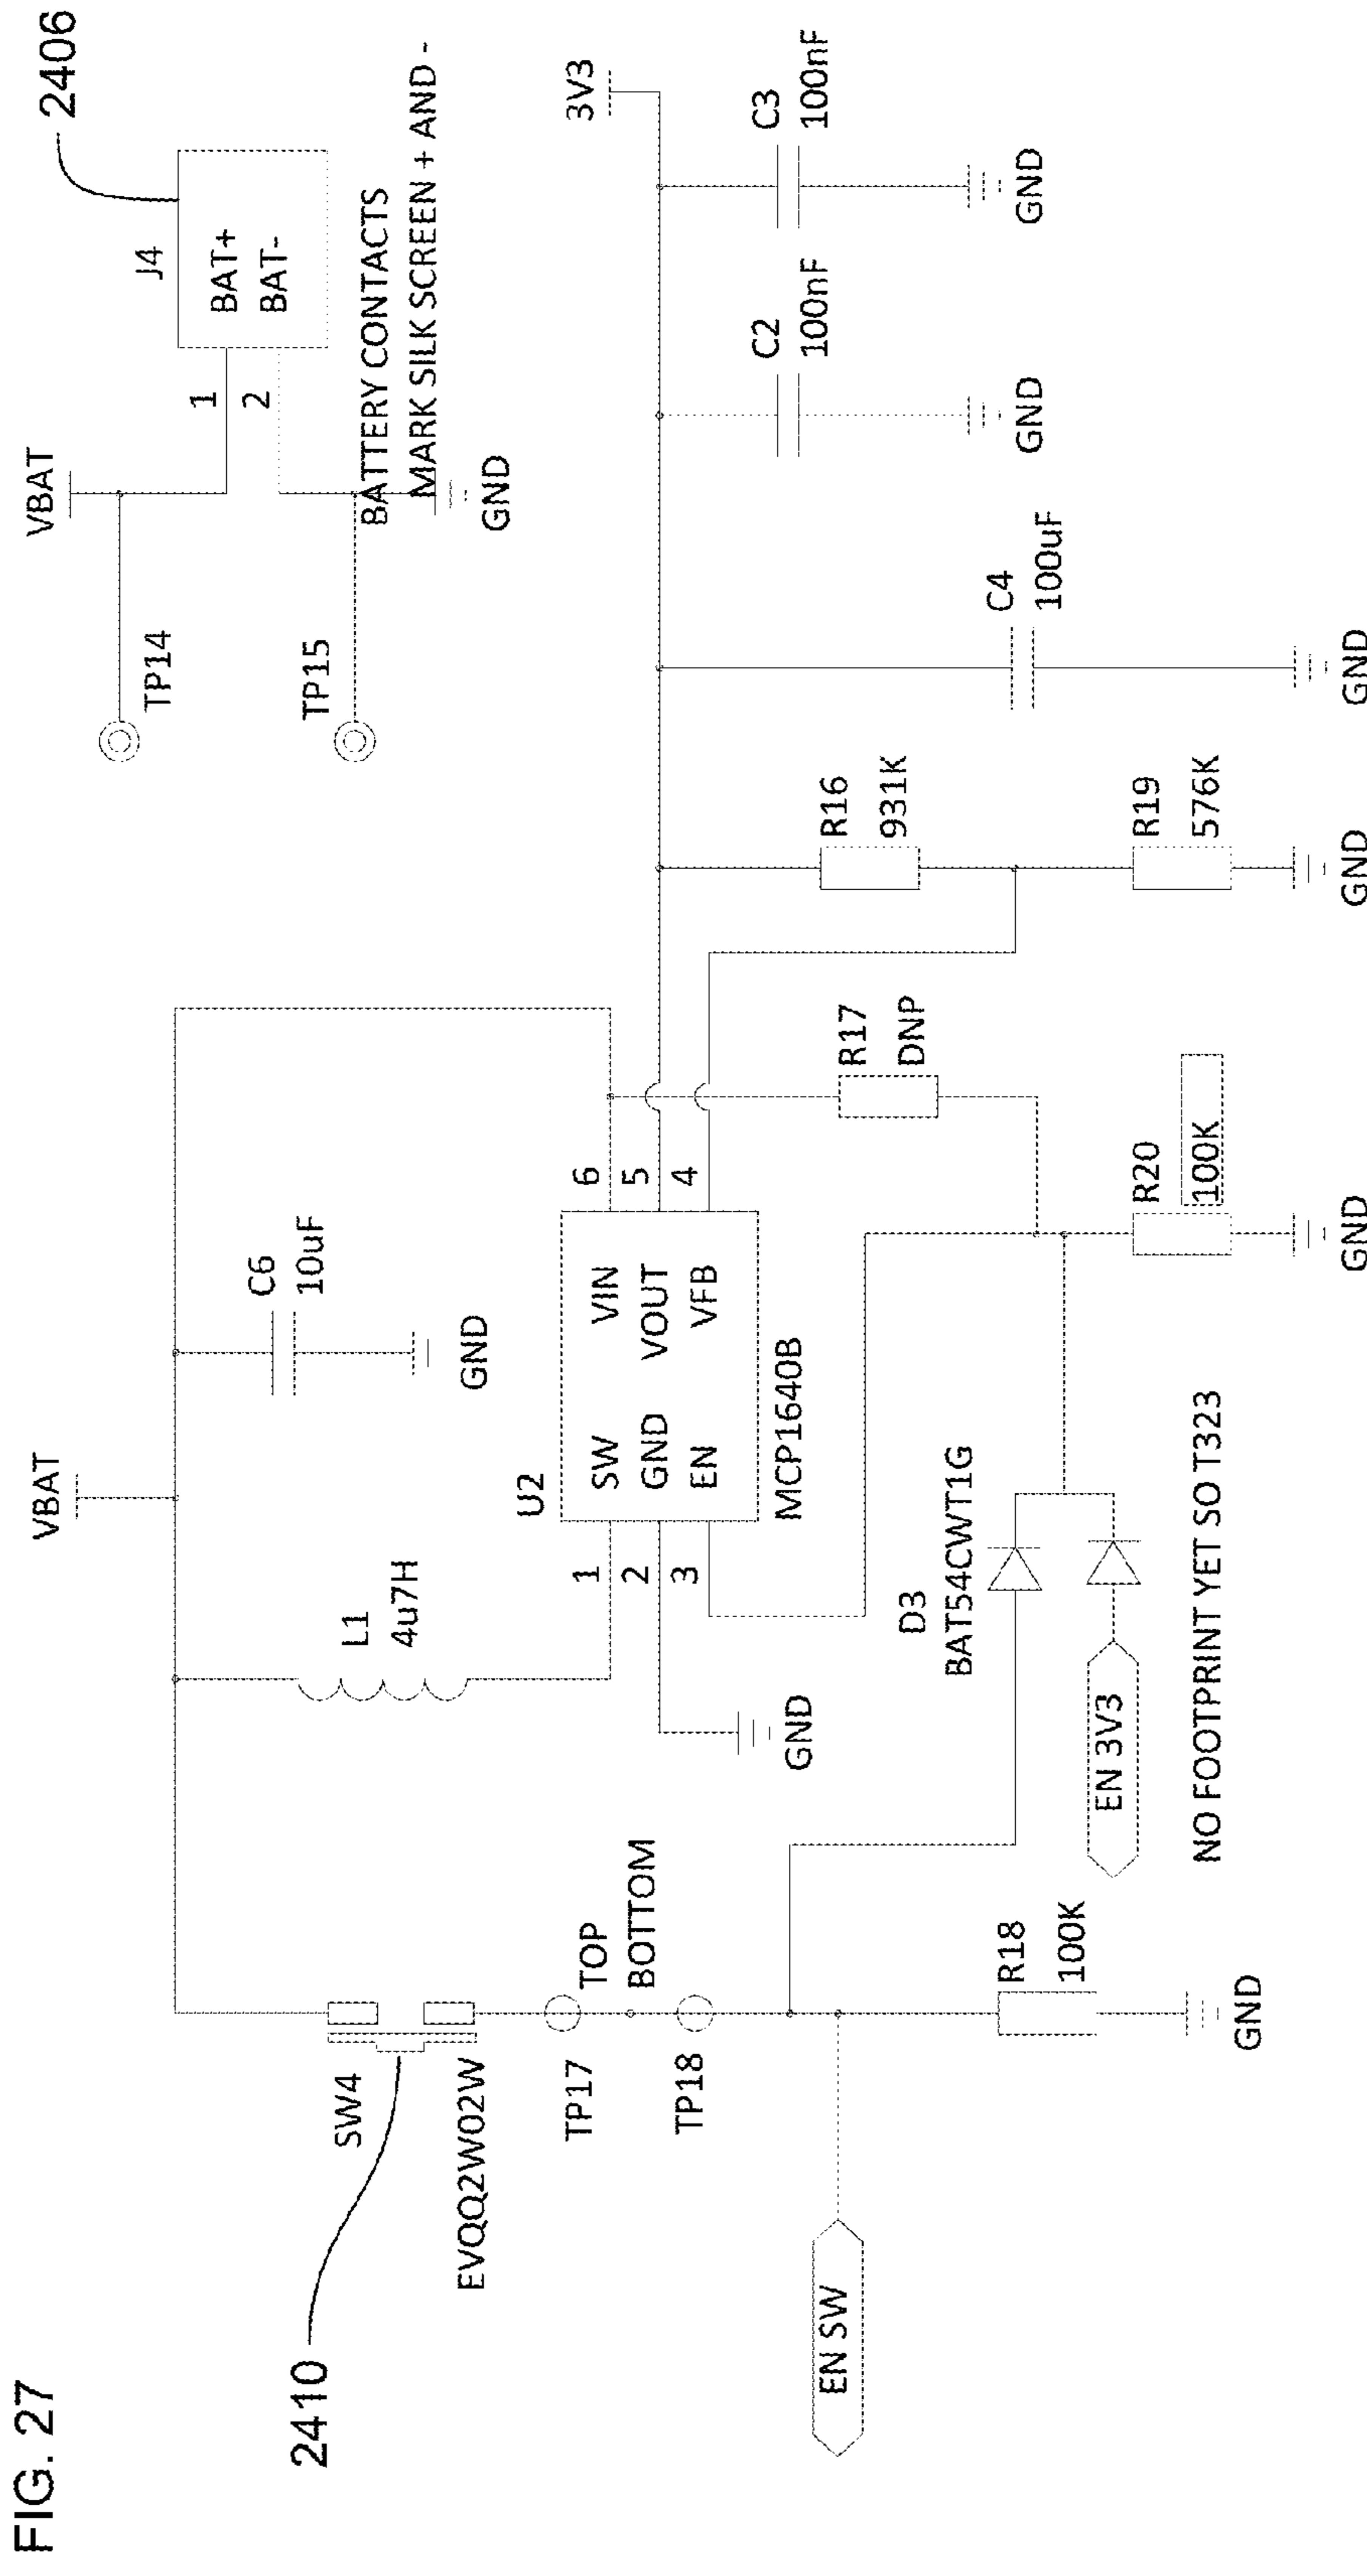 FIG. 27
2410
SW4
EVQQ2W02W
TP17
TOP
BOTTOM
TP18
EN SW
R18
100K
GND
VBAT
L1
4u7H
C6
10uF
GND
U2
1
2
3
SW
GND
EN
VIN
VOUT
VFB
6
5
4
MCP1640B
GND
D3
BAT54CWT1G
EN 3V3
NO FOOTPRINT YET SO T323
R17
DNP
R20
100K
GND
R16
931K
R19
576K
GND
C4
100uF
GND
C2
100nF
GND
C3
100nF
GND
3V3
VBAT
TP14
TP15
1
2
J4
BAT+
BAT-
2406
BATTERY CONTACTS
MARK SILK SCREEN + AND -
GND